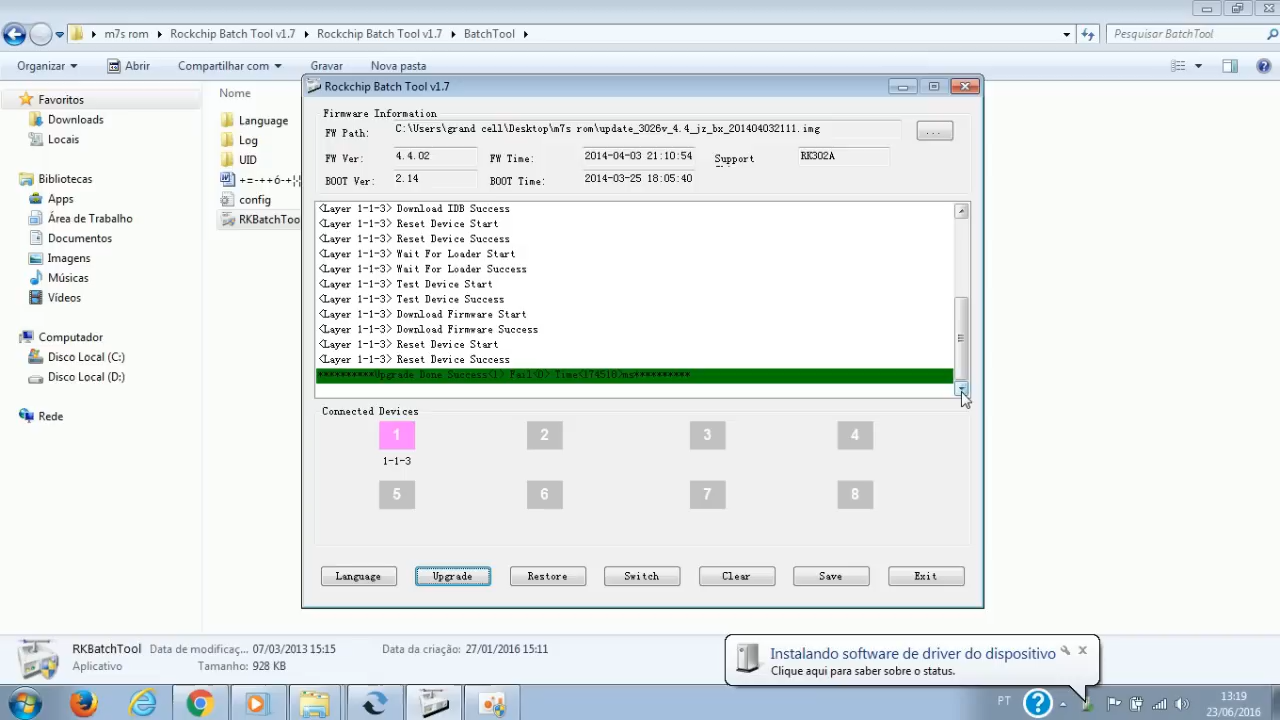 m7s rom Rockchip Batch Tool v1.7 Rockchip Batch Tool v1.7 BatchTool Pesquisar BatchTool
Organizar Abrir Compartilhar com Gravar Nova pasta
Favoritos
Downloads
Locais
Bibliotecas
Apps
Área de Trabalho
Documentos
Imagens
Músicas
Vídeos
Computador
Disco Local (C:)
Disco Local (D:)
Rede
Nome
Language
Log
UID
config
RKBatchToo
Rockchip Batch Tool v1.7
Firmware Information
FW Path: C:\Users\grand cell\Desktop\m7s rom\update_3026v_4.4_jz_bx_201404032111.img ...
FW Ver: 4.4.02 FW Time: 2014-04-03 21:10:54 Support RK302A
BOOT Ver: 2.14 BOOT Time: 2014-03-25 18:05:40
<Layer 1-1-3> Download IDB Success
<Layer 1-1-3> Reset Device Start
<Layer 1-1-3> Reset Device Success
<Layer 1-1-3> Wait For Loader Start
<Layer 1-1-3> Wait For Loader Success
<Layer 1-1-3> Test Device Start
<Layer 1-1-3> Test Device Success
<Layer 1-1-3> Download Firmware Start
<Layer 1-1-3> Download Firmware Success
<Layer 1-1-3> Reset Device Start
<Layer 1-1-3> Reset Device Success
**********Upgrade Done Success<1> Fail<0> Time<174518>ms**********
Connected Devices
1 2 3 4
1-1-3
5 6 7 8
Language Upgrade Restore Switch Clear Save Exit
RKBatchTool Data de modificaç... 07/03/2013 15:15 Data da criação: 27/01/2016 15:11
Aplicativo Tamanho: 928 KB
Instalando software de driver do dispositivo
Clique aqui para saber sobre o status.
PT
13:19
23/06/2016